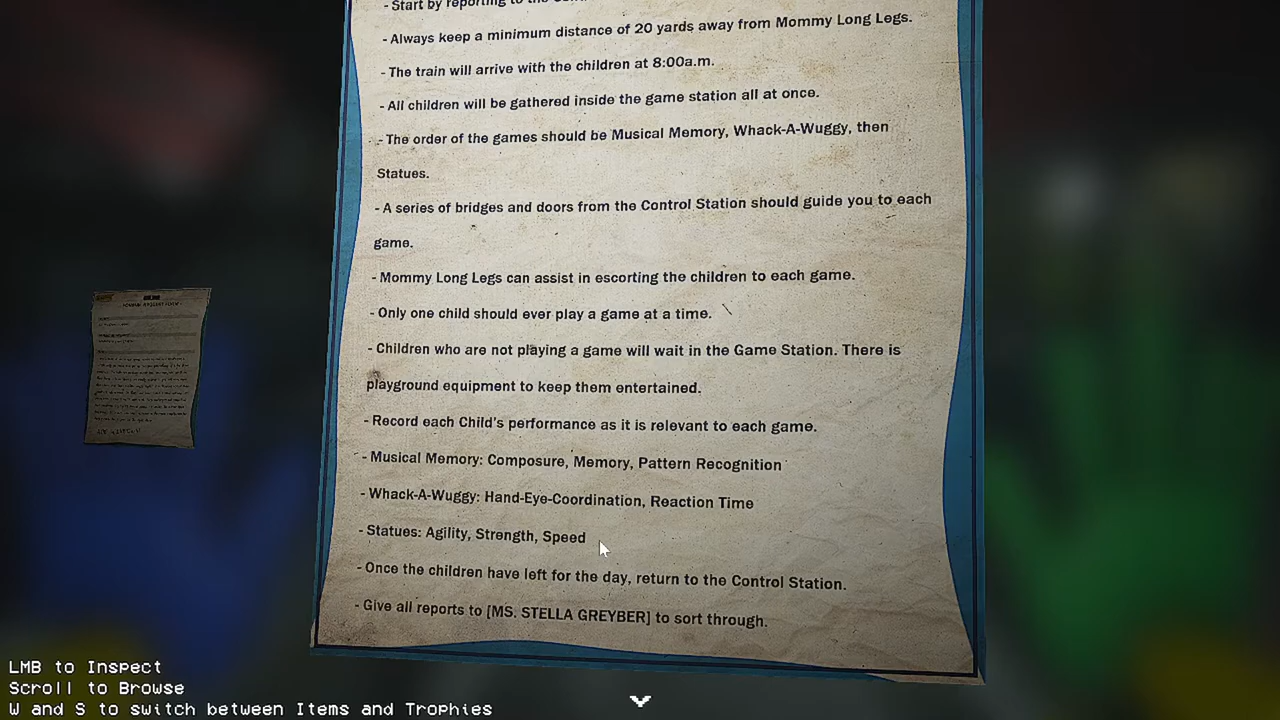 - Start by reporting to the
- Always keep a minimum distance of 20 yards away from Mommy Long Legs.
- The train will arrive with the children at 8:00a.m.
- All children will be gathered inside the game station all at once.
- The order of the games should be Musical Memory, Whack-A-Wuggy, then
Statues.
- A series of bridges and doors from the Control Station should guide you to each
game.
- Mommy Long Legs can assist in escorting the children to each game.
- Only one child should ever play a game at a time.
- Children who are not playing a game will wait in the Game Station. There is
playground equipment to keep them entertained.
- Record each Child's performance as it is relevant to each game.
- Musical Memory: Composure, Memory, Pattern Recognition
- Whack-A-Wuggy: Hand-Eye-Coordination, Reaction Time
- Statues: Agility, Strength, Speed
- Once the children have left for the day, return to the Control Station.
- Give all reports to [MS. STELLA GREYBER] to sort through.
LMB to Inspect
Scroll to Browse
W and S to switch between Items and Trophies